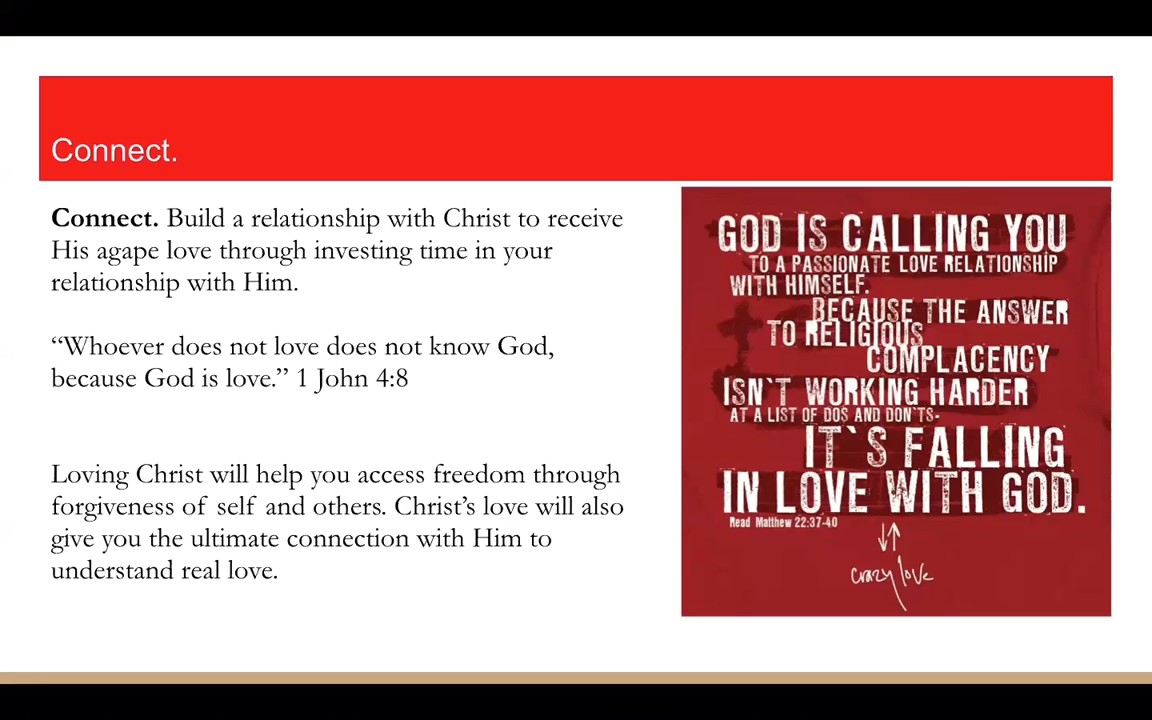 Connect.
Connect. Build a relationship with Christ to receive
His agape love through investing time in your
relationship with Him.
“Whoever does not love does not know God,
because God is love.” 1 John 4:8
Loving Christ will help you access freedom through
forgiveness of self and others. Christ’s love will also
give you the ultimate connection with Him to
understand real love.
GOD IS CALLING YOU
TO A PASSIONATE LOVE RELATIONSHIP
WITH HIMSELF.
BECAUSE THE ANSWER
TO RELIGIOUS
COMPLACENCY
ISN`T WORKING HARDER
AT A LIST OF DOS AND DON`TS-
IT`S FALLING
IN LOVE WITH GOD.
Read Matthew 22:37-40
crazy love